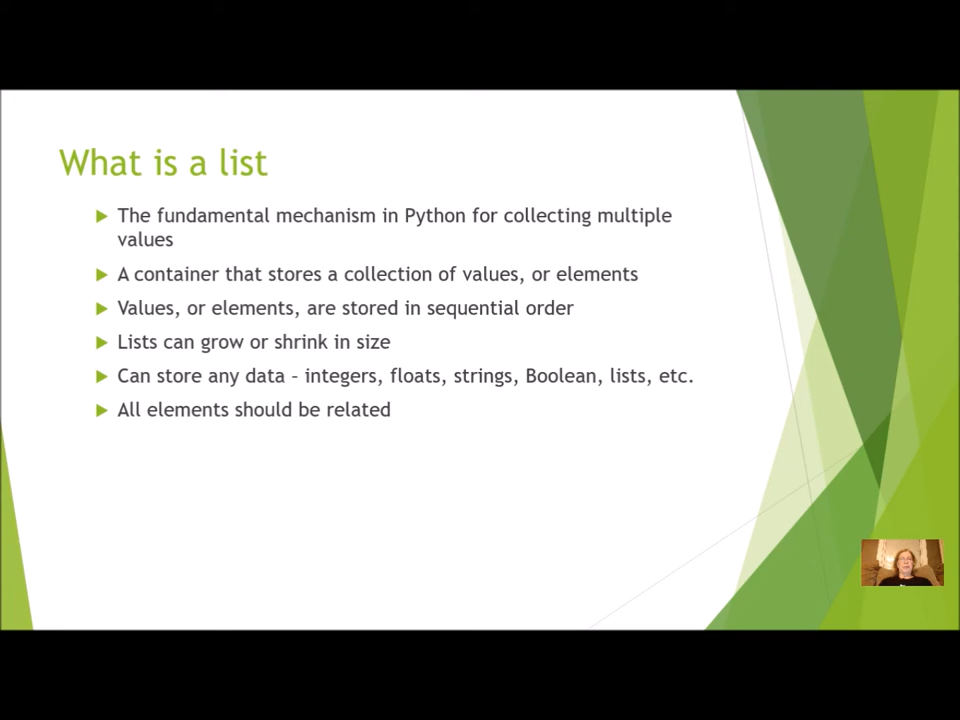 What is a list
The fundamental mechanism in Python for collecting multiple
values
A container that stores a collection of values, or elements
Values, or elements, are stored in sequential order
Lists can grow or shrink in size
Can store any data – integers, floats, strings, Boolean, lists, etc.
All elements should be related